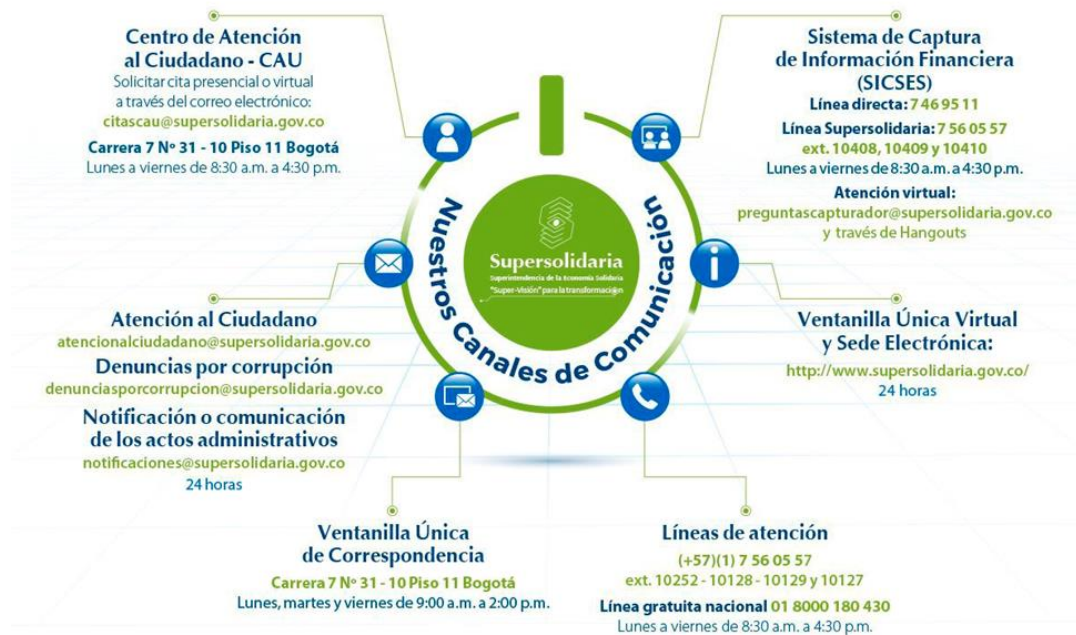 Centro de Atención
al Ciudadano - CAU
Solicitar cita presencial o virtual
a través del correo electrónico:
citascau@supersolidaria.gov.co
Carrera 7 Nº 31 - 10 Piso 11 Bogotá
Lunes a viernes de 8:30 a.m. a 4:30 p.m.
Sistema de Captura
de Información Financiera
(SICSES)
Línea directa: 7 46 95 11
Línea Supersolidaria: 7 56 05 57
ext. 10408, 10409 y 10410
Lunes a viernes de 8:30 a.m. a 4:30 p.m.
Atención virtual:
preguntascapturador@supersolidaria.gov.co
y través de Hangouts
Nuestros Canales de Comunicación
Supersolidaria
Superintendencia de la Economía Solidaria
"Super-Visión" para la transformación
Atención al Ciudadano
atencionalciudadano@supersolidaria.gov.co
Denuncias por corrupción
denunciasporcorrupcion@supersolidaria.gov.co
Notificación o comunicación
de los actos administrativos
notificaciones@supersolidaria.gov.co
24 horas
Ventanilla Única Virtual
y Sede Electrónica:
http://www.supersolidaria.gov.co/
24 horas
Ventanilla Única
de Correspondencia
Carrera 7 Nº 31 - 10 Piso 11 Bogotá
Lunes, martes y viernes de 9:00 a.m. a 2:00 p.m.
Líneas de atención
(+57)(1) 7 56 05 57
ext. 10252 - 10128 - 10129 y 10127
Línea gratuita nacional 01 8000 180 430
Lunes a viernes de 8:30 a.m. a 4:30 p.m.